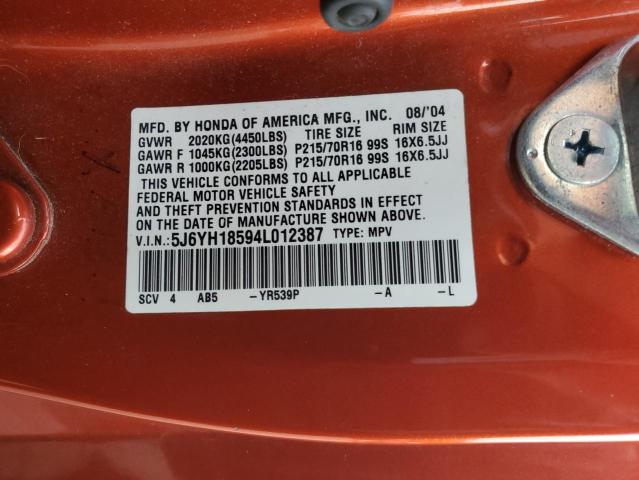 MFD. BY HONDA OF AMERICA MFG., INC. 08/'04
GVWR 2020KG(4450LBS) TIRE SIZE RIM SIZE
GAWR F 1045KG(2300LBS) P215/70R16 99S 16X6.5JJ
GAWR R 1000KG(2205LBS) P215/70R16 99S 16X6.5JJ
THIS VEHICLE CONFORMS TO ALL APPLICABLE
FEDERAL MOTOR VEHICLE SAFETY
AND THEFT PREVENTION STANDARDS IN EFFECT
ON THE DATE OF MANUFACTURE SHOWN ABOVE.
V.I.N.:5J6YH18594L012387 TYPE: MPV
SCV 4 AB5 -YR539P -A -L